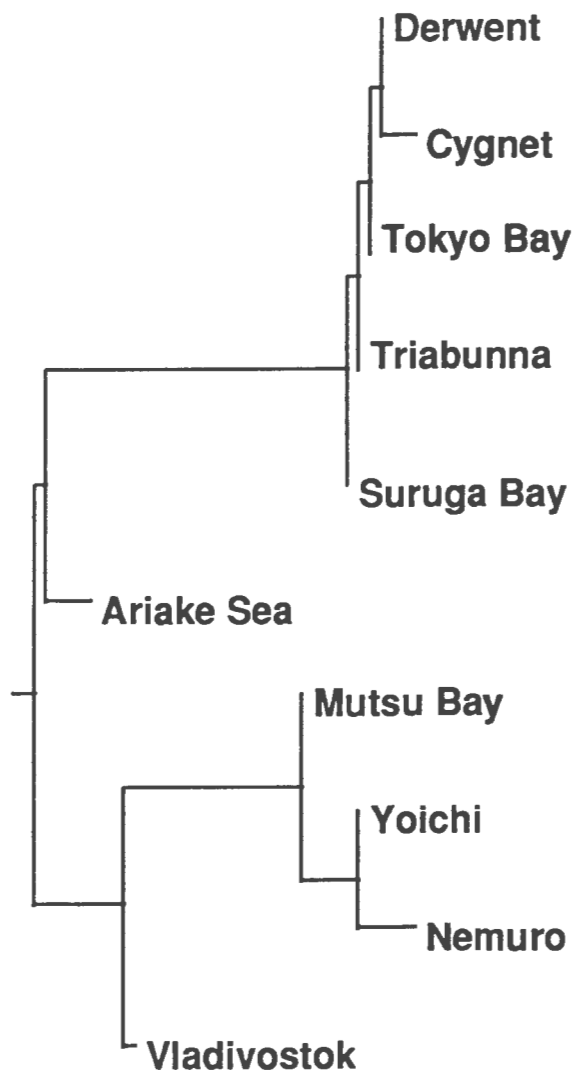 Derwent
Cygnet
Tokyo Bay
Triabunna
Suruga Bay
Ariake Sea
Mutsu Bay
Yoichi
Nemuro
Vladivostok